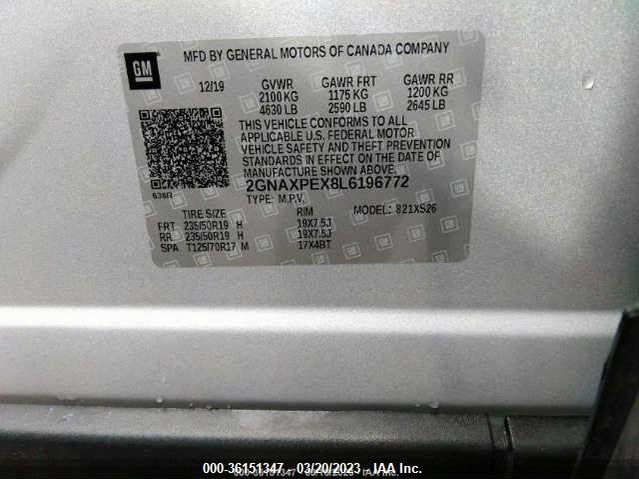 GM
MFD BY GENERAL MOTORS OF CANADA COMPANY
12/19 GVWR GAWR FRT GAWR RR
2100 KG 1175 KG 1200 KG
4630 LB 2590 LB 2645 LB
THIS VEHICLE CONFORMS TO ALL
APPLICABLE U.S. FEDERAL MOTOR
VEHICLE SAFETY AND THEFT PREVENTION
STANDARDS IN EFFECT ON THE DATE OF
MANUFACTURE SHOWN ABOVE.
2GNAXPEX8L6196772
636R TYPE: M.P.V. MODEL: 821XS26
TIRE SIZE RIM
FRT 235/50R19 H 19X7.5J
RR 235/50R19 H 19X7.5J
SPA T125/70R17 M 17X4BT
000-36151347 — 03/20/2023 — IAA Inc.